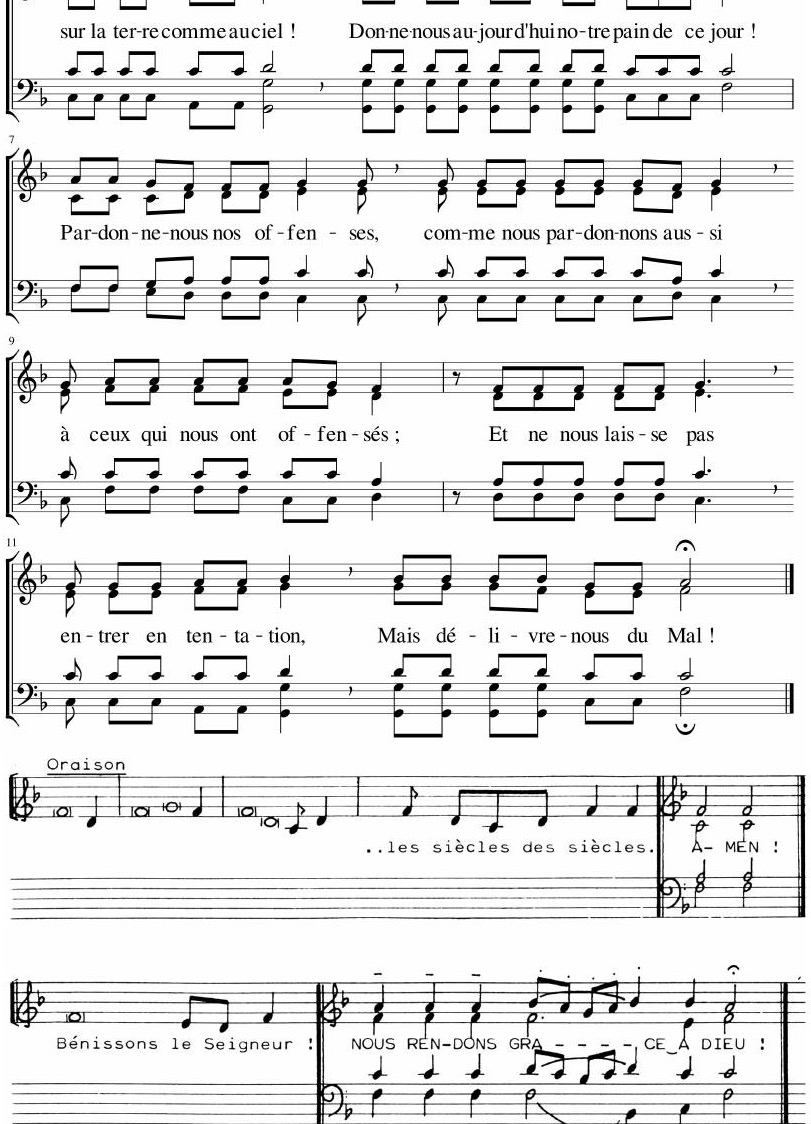 sur la ter-re comme au ciel ! Don-ne-nous au-jourd'hui no-tre pain de ce jour !
7
Par-don-ne-nous nos of-fen - ses, com-me nous par-don-nons aus - si
9
à ceux qui nous ont of - fen - sés ; Et ne nous lais - se pas
11
en - trer en ten - ta - tion, Mais dé - li - vre - nous du Mal !
Oraison
..les siècles des siècles. A- MEN !
Bénissons le Seigneur ! NOUS REN-DONS GRA - - - - CE A DIEU !